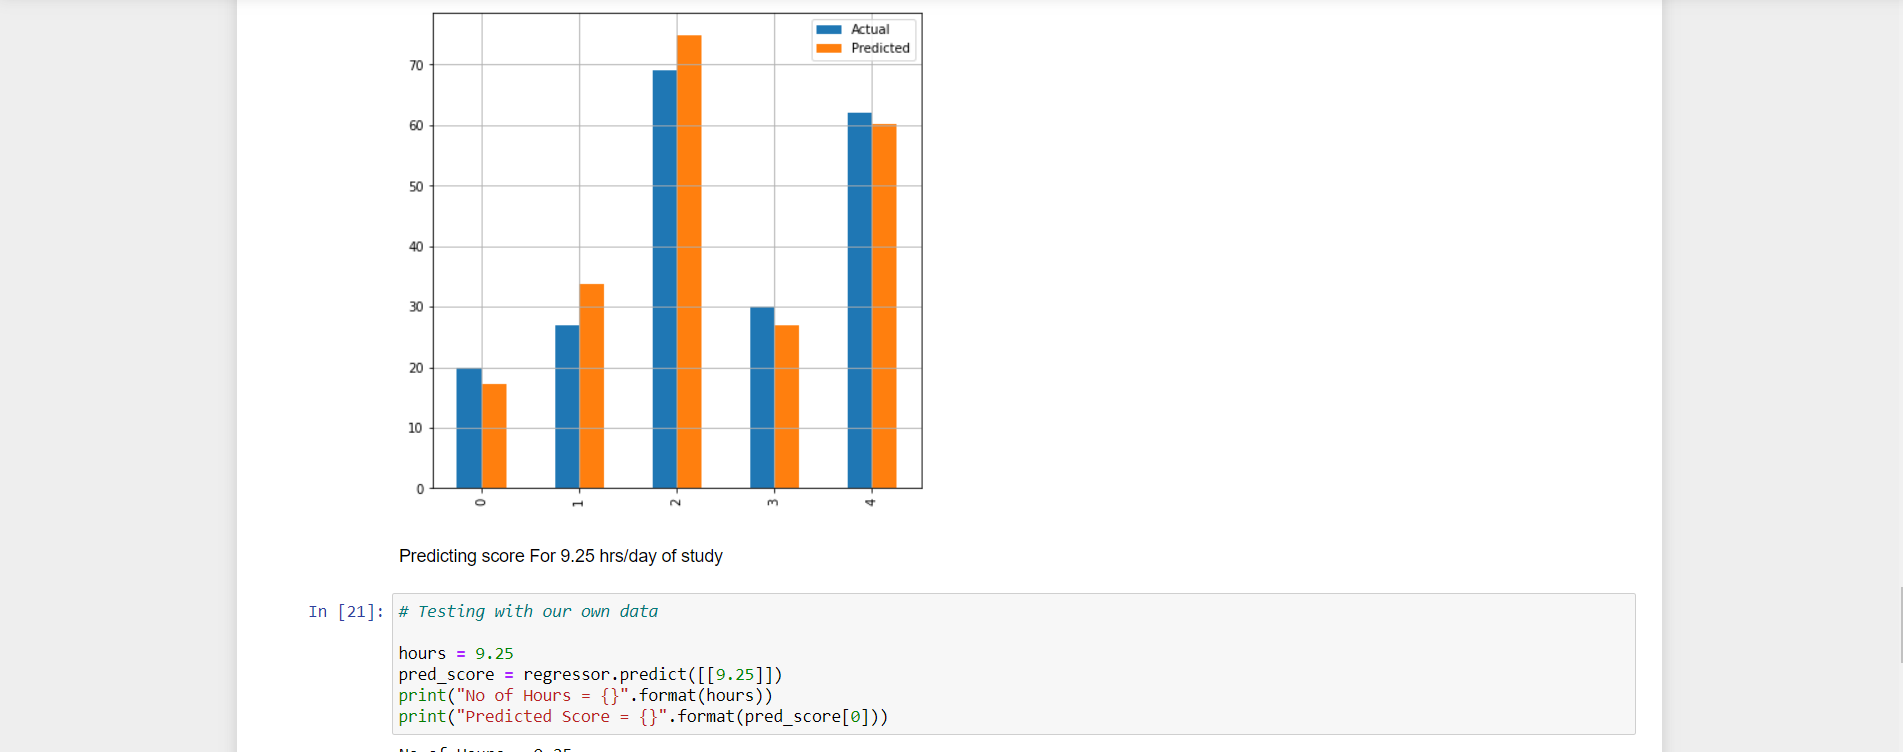 Actual
Predicted
70
60
50
40
30
20
10
0
0 1 2 3 4
Predicting score For 9.25 hrs/day of study
In [21]:
# Testing with our own data
hours = 9.25
pred_score = regressor.predict([[9.25]])
print("No of Hours = {}".format(hours))
print("Predicted Score = {}".format(pred_score[0]))